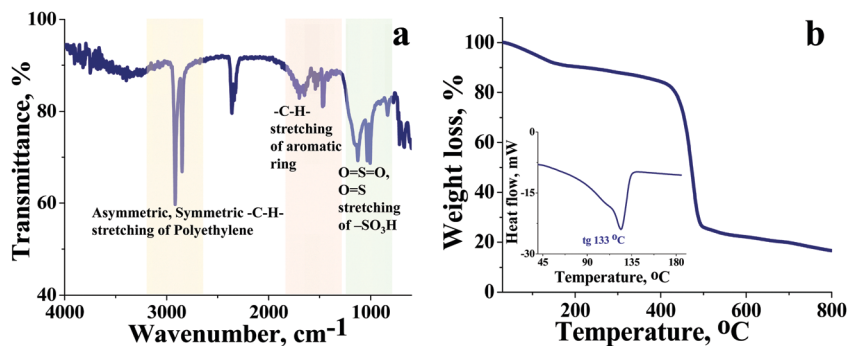 a
100
80
60
40
Transmittance, %
4000
3000
2000
1000
Wavenumber, cm-1
Asymmetric, Symmetric -C-H-
stretching of Polyethylene
-C-H-
stretching
of aromatic
ring
O=S=O,
O=S
stretching
of –SO3H
b
100
80
60
40
20
0
Weight loss, %
0
200
400
600
800
Temperature, oC
0
-15
-30
Heat flow, mW
45
90
135
180
Temperature, oC
tg 133 oC